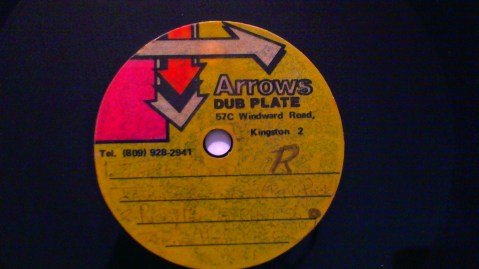 Arrows
DUB PLATE
57C Windward Road,
Kingston 2
Tel. (809) 928-2941
R